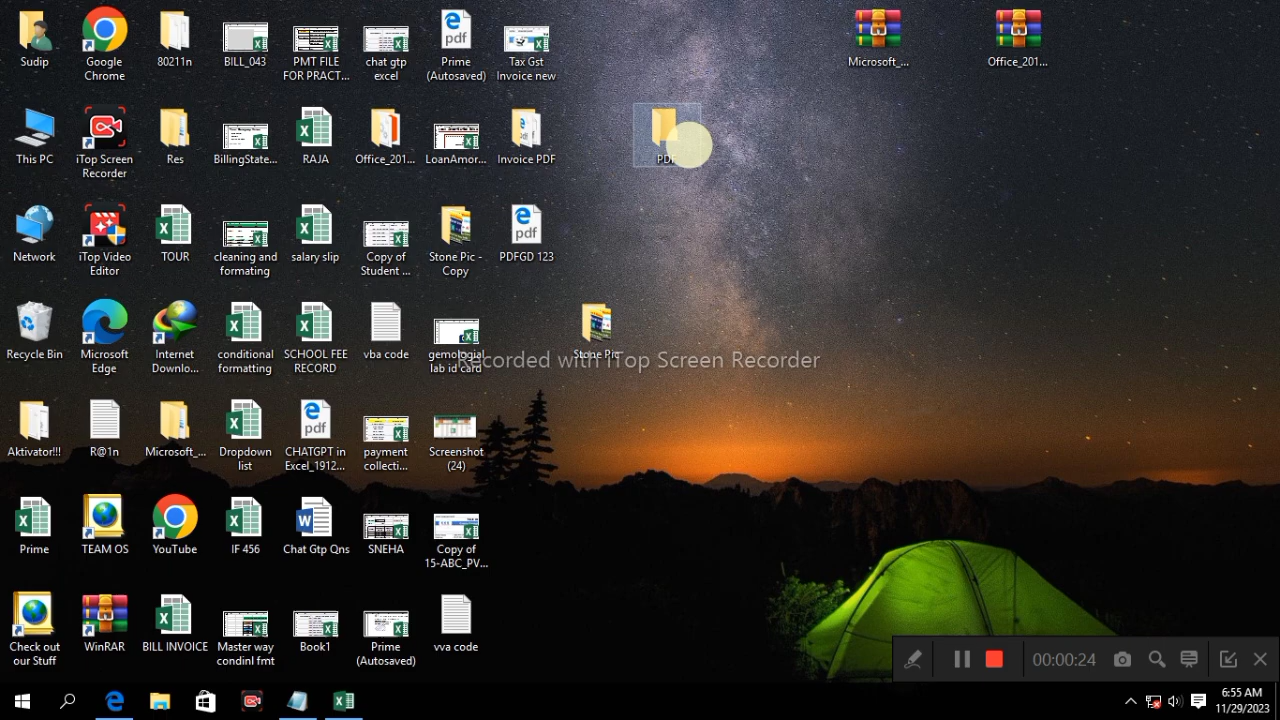 Sudip
Google
Chrome
80211n
BILL_043
PMT FILE
FOR PRACT...
chat gtp
excel
Prime
(Autosaved)
Tax Gst
Invoice new
Microsoft_...
Office_201...
This PC
iTop Screen
Recorder
Res
BillingState...
RAJA
Office_201...
LoanAmor...
Invoice PDF
PDF
Network
iTop Video
Editor
TOUR
cleaning and
formating
salary slip
Copy of
Student ...
Stone Pic -
Copy
PDFGD 123
Recycle Bin
Microsoft
Edge
Internet
Downlo...
conditional
formatting
SCHOOL FEE
RECORD
vba code
gemologial
lab id card
Stone Pic
Recorded with iTop Screen Recorder
Aktivator!!!
R@1n
Microsoft_...
Dropdown
list
CHATGPT in
Excel_1912...
payment
collecti...
Screenshot
(24)
Prime
TEAM OS
YouTube
IF 456
Chat Gtp Qns
SNEHA
Copy of
15-ABC_PV...
Check out
our Stuff
WinRAR
BILL INVOICE
Master way
condinl fmt
Book1
Prime
(Autosaved)
vva code
00:00:24
6:55 AM
11/29/2023